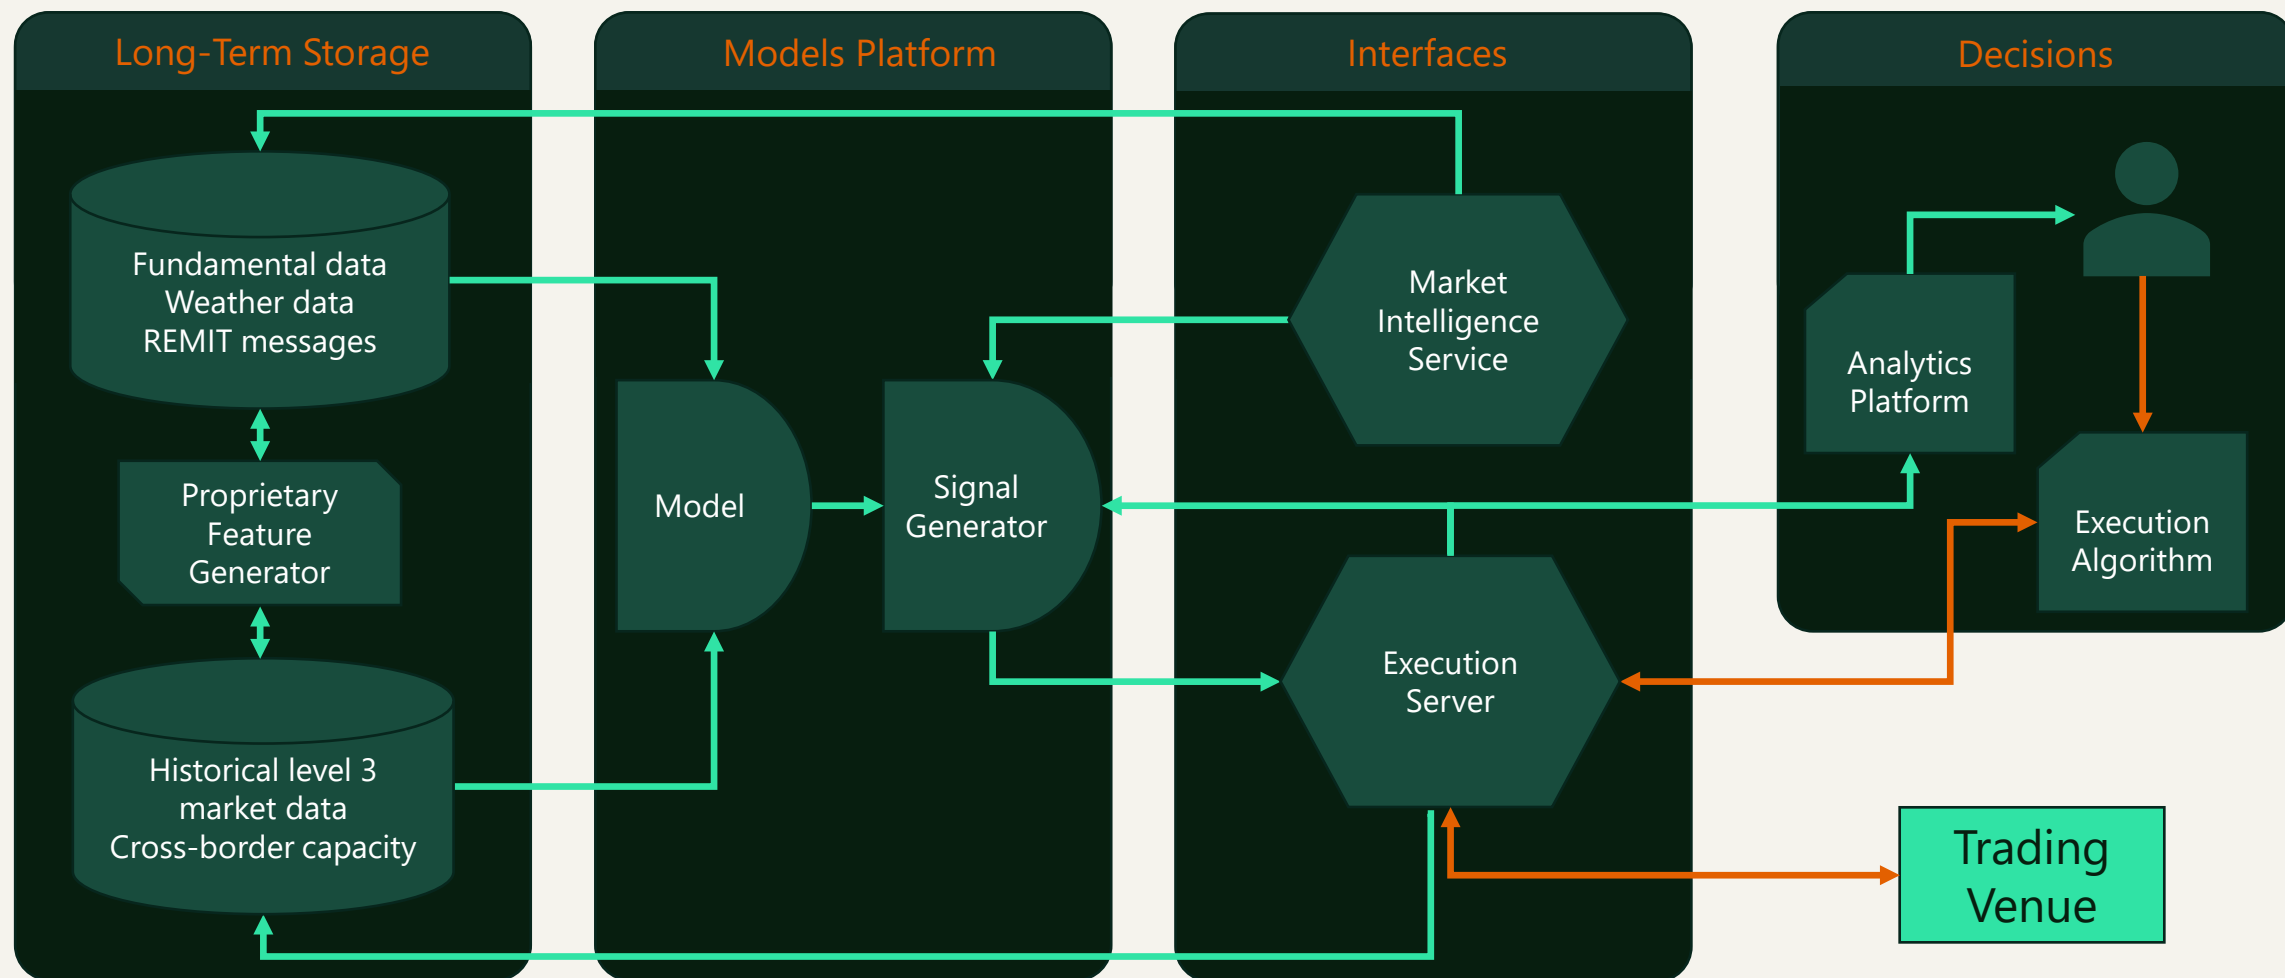 Long-Term Storage
Models Platform
Interfaces
Decisions
Fundamental data
Weather data
REMIT messages
Proprietary
Feature
Generator
Historical level 3
market data
Cross-border capacity
Model
Signal
Generator
Market
Intelligence
Service
Execution
Server
Analytics
Platform
Execution
Algorithm
Trading
Venue